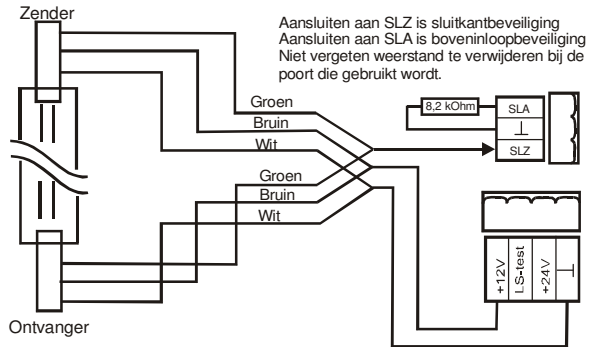 Zender
Aansluiten aan SLZ is sluitkantbeveiliging
Aansluiten aan SLA is boveninloopbeveiliging
Niet vergeten weerstand te verwijderen bij de
poort die gebruikt wordt.
Groen
Bruin
Wit
8,2 kOhm
SLA
⊥
SLZ
Groen
Bruin
Wit
+12V
LS-test
+24V
⊥
Ontvanger